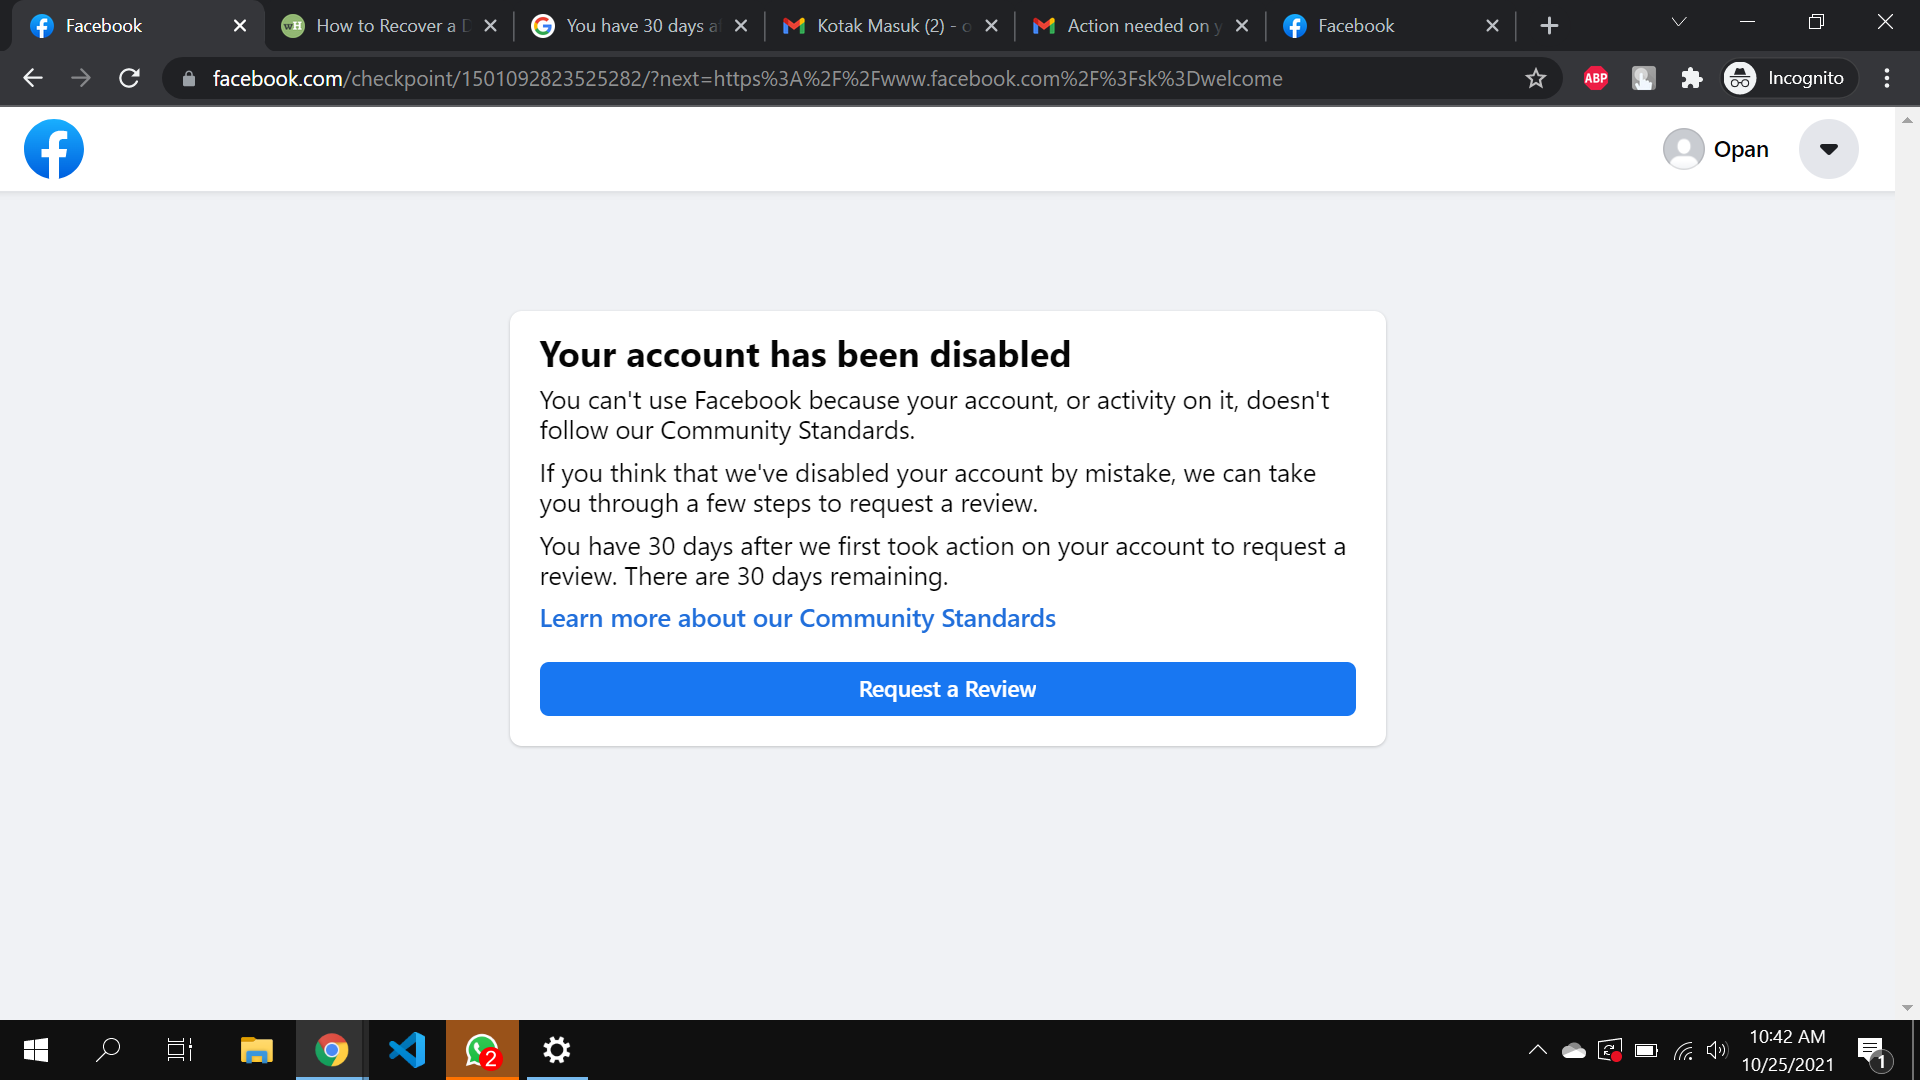 Facebook
How to Recover a D
You have 30 days a
Kotak Masuk (2) - o
Action needed on y
Facebook
facebook.com/checkpoint/1501092823525282/?next=https%3A%2F%2Fwww.facebook.com%2F%3Fsk%3Dwelcome
ABP
Incognito
Opan
Your account has been disabled
You can't use Facebook because your account, or activity on it, doesn't
follow our Community Standards.
If you think that we've disabled your account by mistake, we can take
you through a few steps to request a review.
You have 30 days after we first took action on your account to request a
review. There are 30 days remaining.
Learn more about our Community Standards
Request a Review
2
10:42 AM
10/25/2021
1